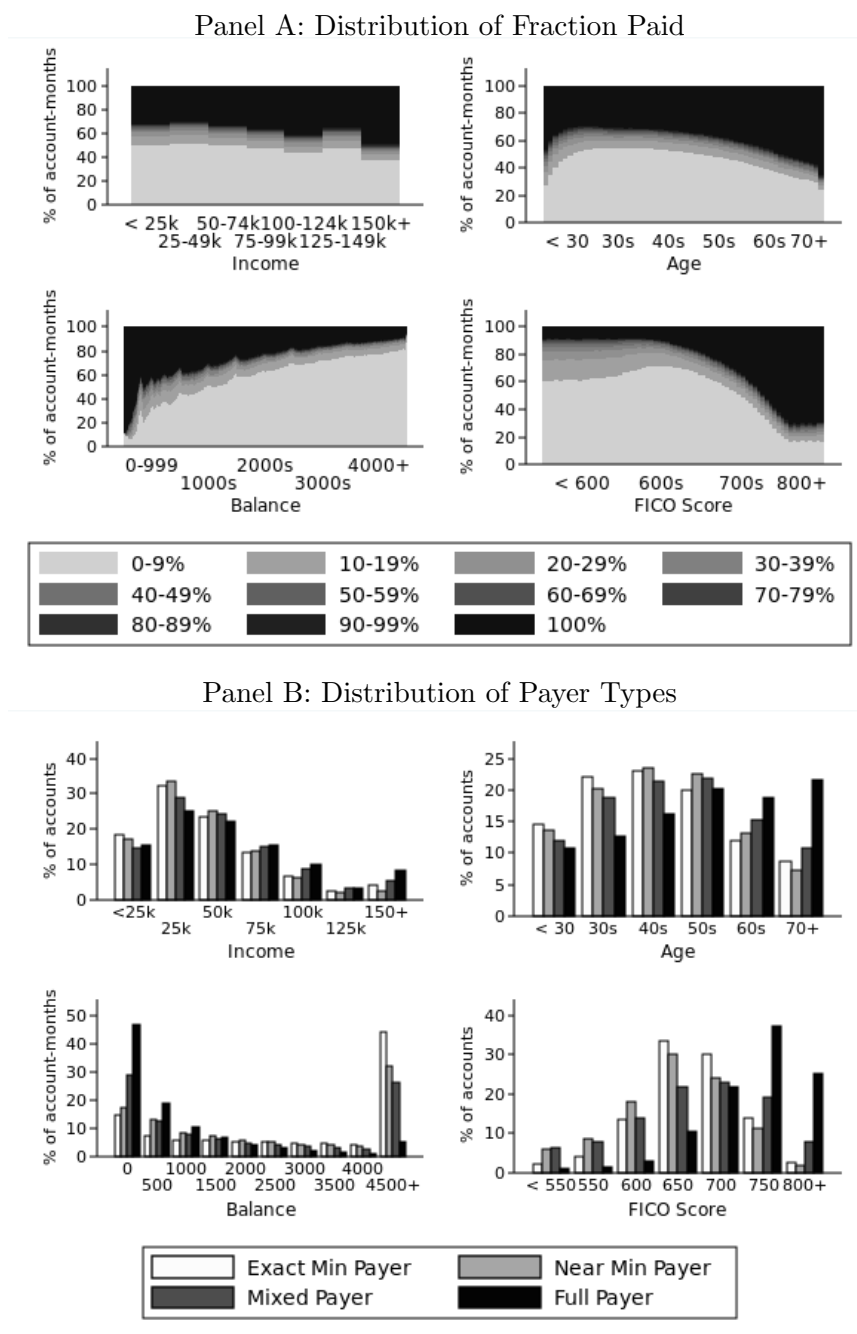 Panel A: Distribution of Fraction Paid
% of account-months
100
80
60
40
20
0
< 25k 50-74k 100-124k 150k+
25-49k 75-99k 125-149k
Income
% of account-months
100
80
60
40
20
0
< 30 30s 40s 50s 60s 70+
Age
% of account-months
100
80
60
40
20
0
0-999 2000s 4000+
1000s 3000s
Balance
% of account-months
100
80
60
40
20
0
< 600 600s 700s 800+
FICO Score
0-9% 10-19% 20-29% 30-39%
40-49% 50-59% 60-69% 70-79%
80-89% 90-99% 100%
Panel B: Distribution of Payer Types
% of accounts
40
30
20
10
0
<25k 50k 100k 150+
25k 75k 125k
Income
% of accounts
25
20
15
10
5
0
< 30 30s 40s 50s 60s 70+
Age
% of account-months
50
40
30
20
10
0
0 1000 2000 3000 4000
500 1500 2500 3500 4500+
Balance
% of accounts
40
30
20
10
0
< 550 550 600 650 700 750 800+
FICO Score
Exact Min Payer Near Min Payer
Mixed Payer Full Payer